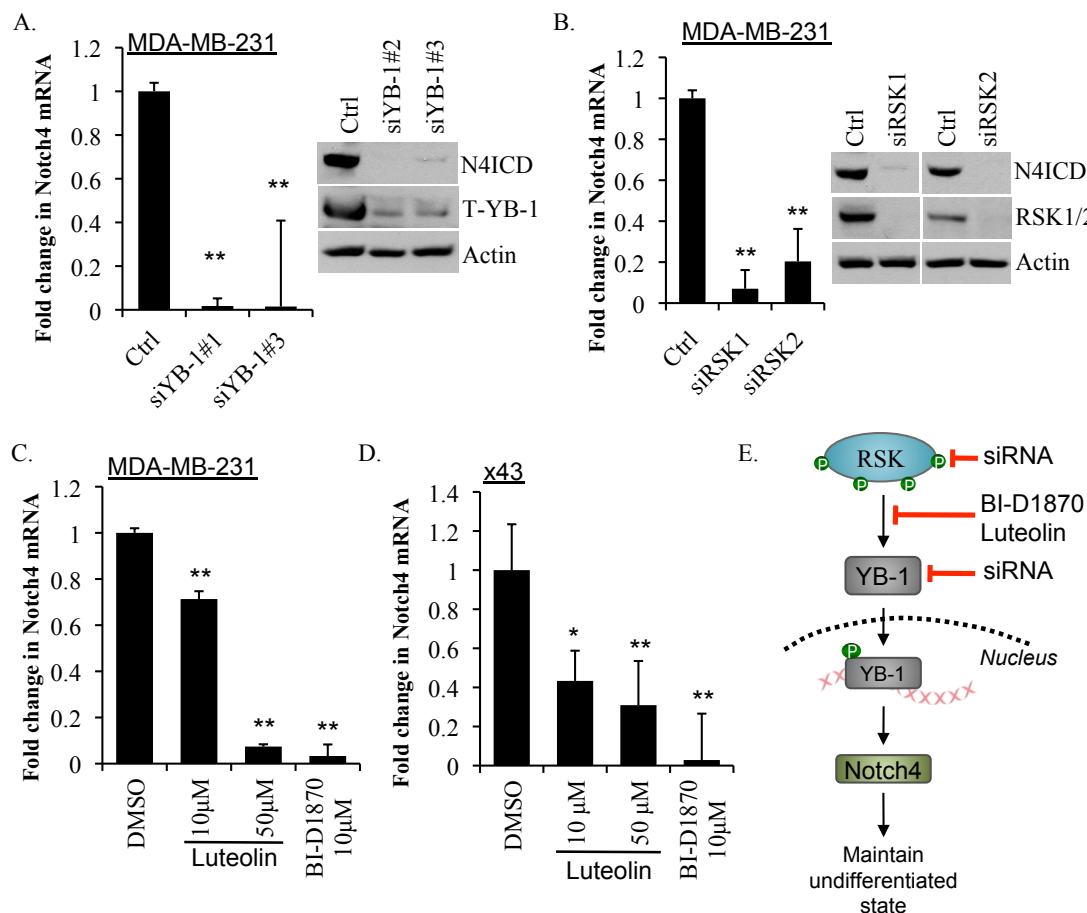 A.
MDA-MB-231
Fold change in Notch4 mRNA
1.2
1
0.8
0.6
0.4
0.2
0
**
**
Ctrl
siYB-1#1
siYB-1#3
Ctrl
siYB-1#2
siYB-1#3
N4ICD
T-YB-1
Actin
B.
MDA-MB-231
Fold change in Notch4 mRNA
1.2
1
0.8
0.6
0.4
0.2
0
**
**
Ctrl
siRSK1
siRSK2
Ctrl
siRSK1
Ctrl
siRSK2
N4ICD
RSK1/2
Actin
C.
MDA-MB-231
Fold change in Notch4 mRNA
1.2
1
0.8
0.6
0.4
0.2
0
**
**
**
DMSO
10µM
50µM
BI-D1870
10µM
Luteolin
D.
x43
Fold change in Notch4 mRNA
1.4
1.2
1
0.8
0.6
0.4
0.2
0
*
**
**
DMSO
10 µM
50 µM
BI-D1870
10µM
Luteolin
E.
RSK
P
P
P
P
siRNA
BI-D1870
Luteolin
YB-1
siRNA
Nucleus
P
YB-1
Notch4
Maintain
undifferentiated
state